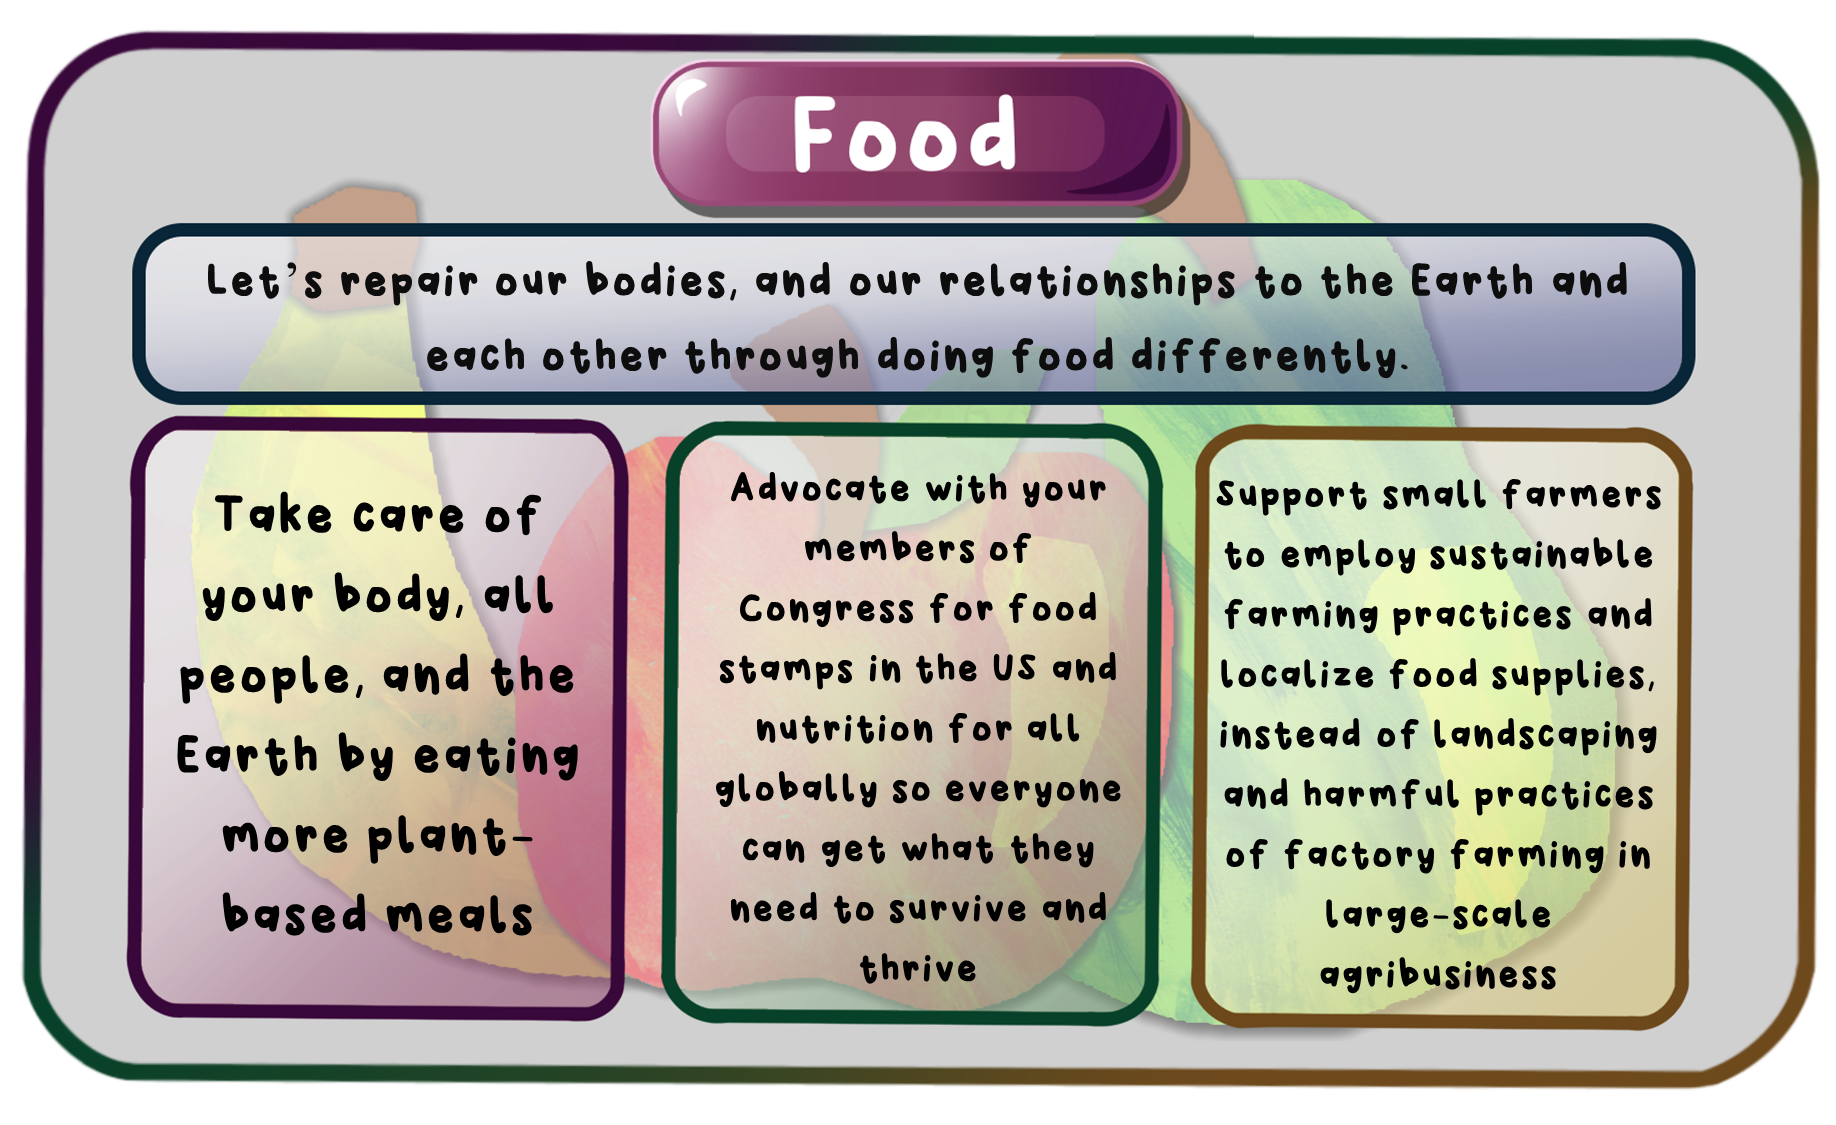 Food
Let's repair our bodies, and our relationships to the Earth and
each other through doing food differently.
Take care of
your body, all
people, and the
Earth by eating
more plant-
based meals
Advocate with your
members of
Congress for food
stamps in the US and
nutrition for all
globally so everyone
can get what they
need to survive and
thrive
Support small farmers
to employ sustainable
farming practices and
localize food supplies,
instead of landscaping
and harmful practices
of factory farming in
large-scale
agribusiness